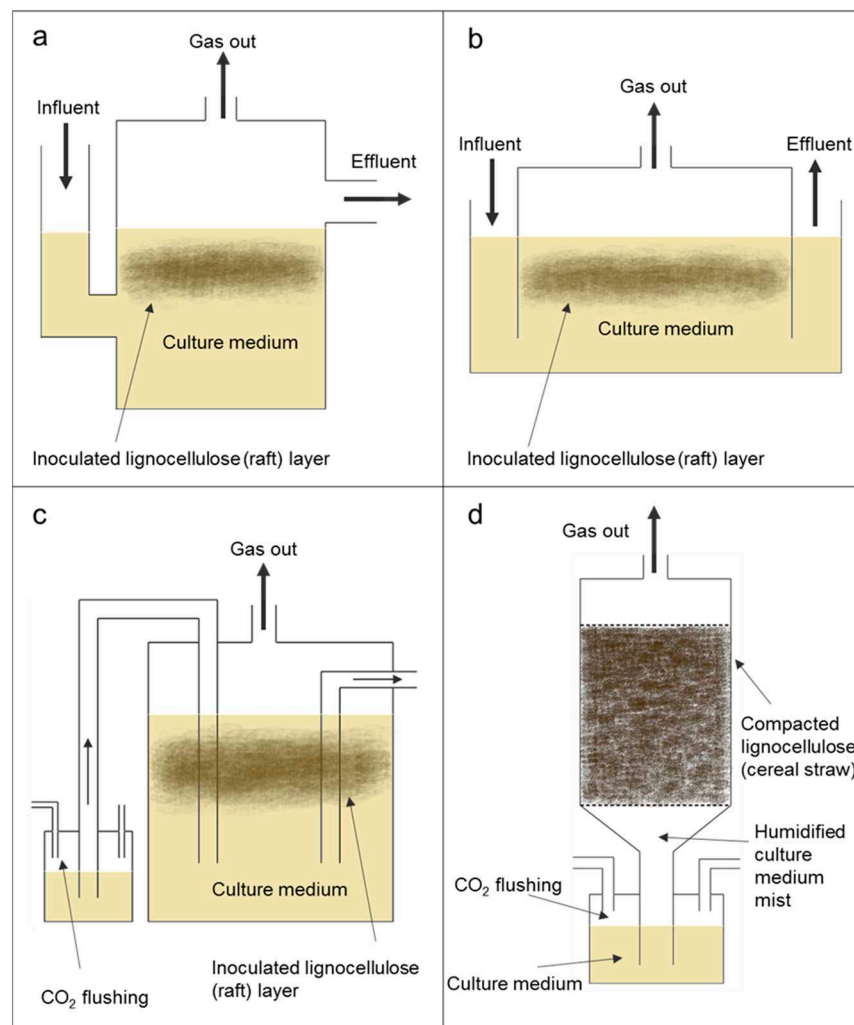 a
Gas out
Influent
Effluent
Culture medium
Inoculated lignocellulose (raft) layer
b
Gas out
Influent
Effluent
Culture medium
Inoculated lignocellulose (raft) layer
c
Gas out
Culture medium
Inoculated lignocellulose
(raft) layer
CO₂ flushing
d
Gas out
Compacted
lignocellulose
(cereal straw)
Humidified
culture
medium
mist
CO₂ flushing
Culture medium